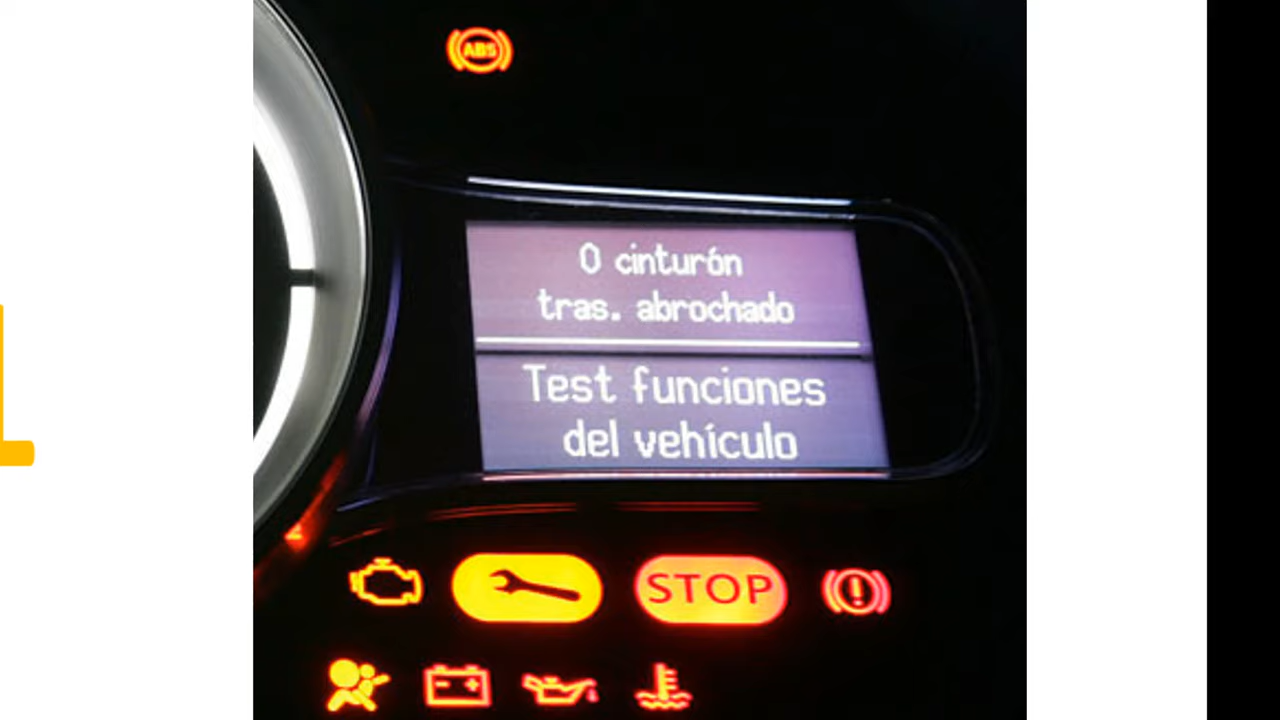 ABS
0 cinturón
tras. abrochado
Test funciones
del vehículo
STOP